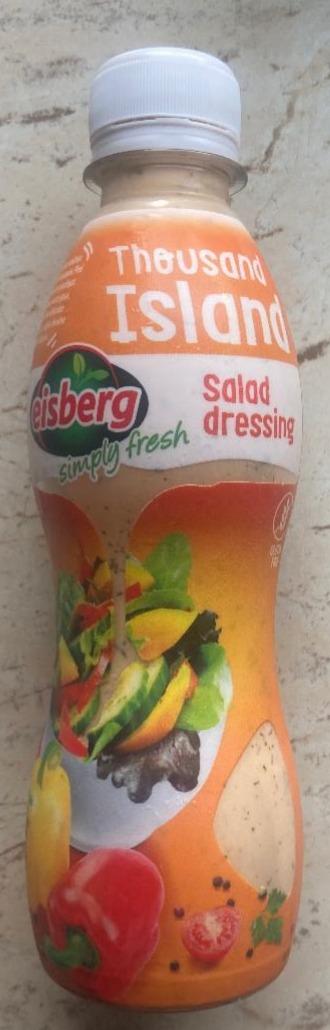 Thousand
Island
eisberg
simply fresh
Salad
dressing